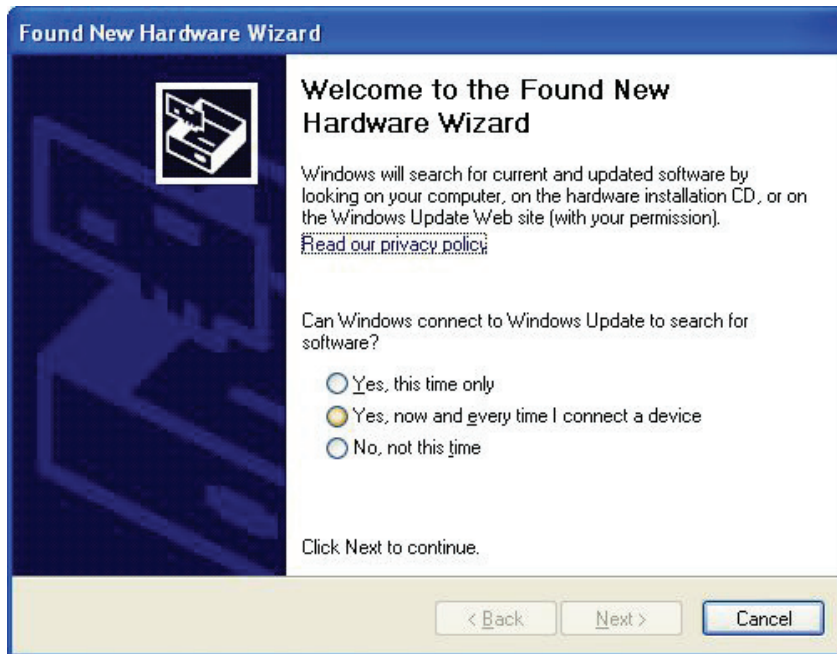 Found New Hardware Wizard
Welcome to the Found New
Hardware Wizard
Windows will search for current and updated software by
looking on your computer, on the hardware installation CD, or on
the Windows Update Web site (with your permission).
Read our privacy policy
Can Windows connect to Windows Update to search for
software?
Yes, this time only
Yes, now and every time I connect a device
No, not this time
Click Next to continue.
< Back Next > Cancel